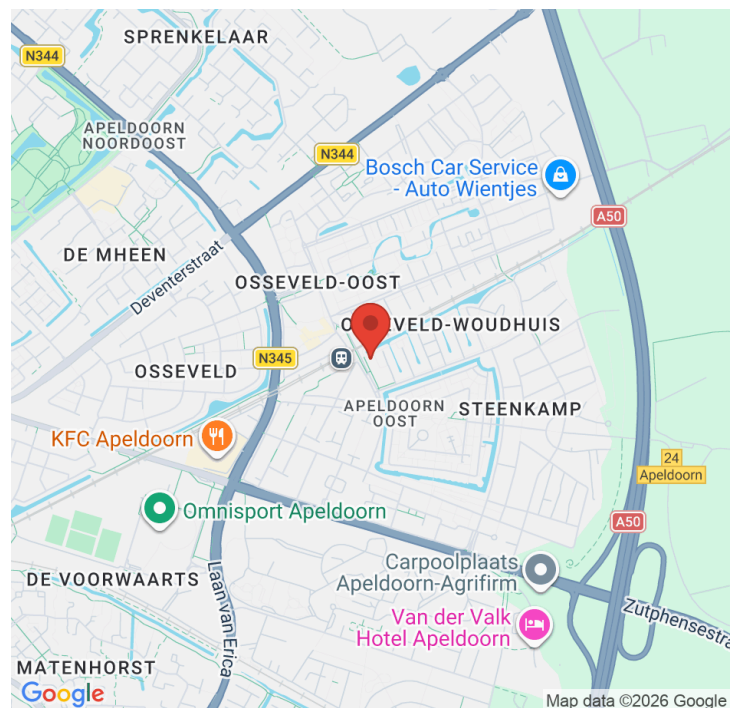 SPRENKELAAR
N344
APELDOORN
NOORDOOST
N344
Bosch Car Service
- Auto Wientjes
A50
DE MHEEN
Deventerstraat
OSSEVELD-OOST
VELD-WOUDHUIS
N345
OSSEVELD
APELDOORN
OOST
STEENKAMP
KFC Apeldoorn
24
Apeldoorn
Omnisport Apeldoorn
A50
Carpoolplaats
Apeldoorn-Agrifirm
DE VOORWAARTS
Laan van Erica
Van der Valk
Hotel Apeldoorn
Zutphensestra
MATENHORST
Google
Map data ©2026 Google